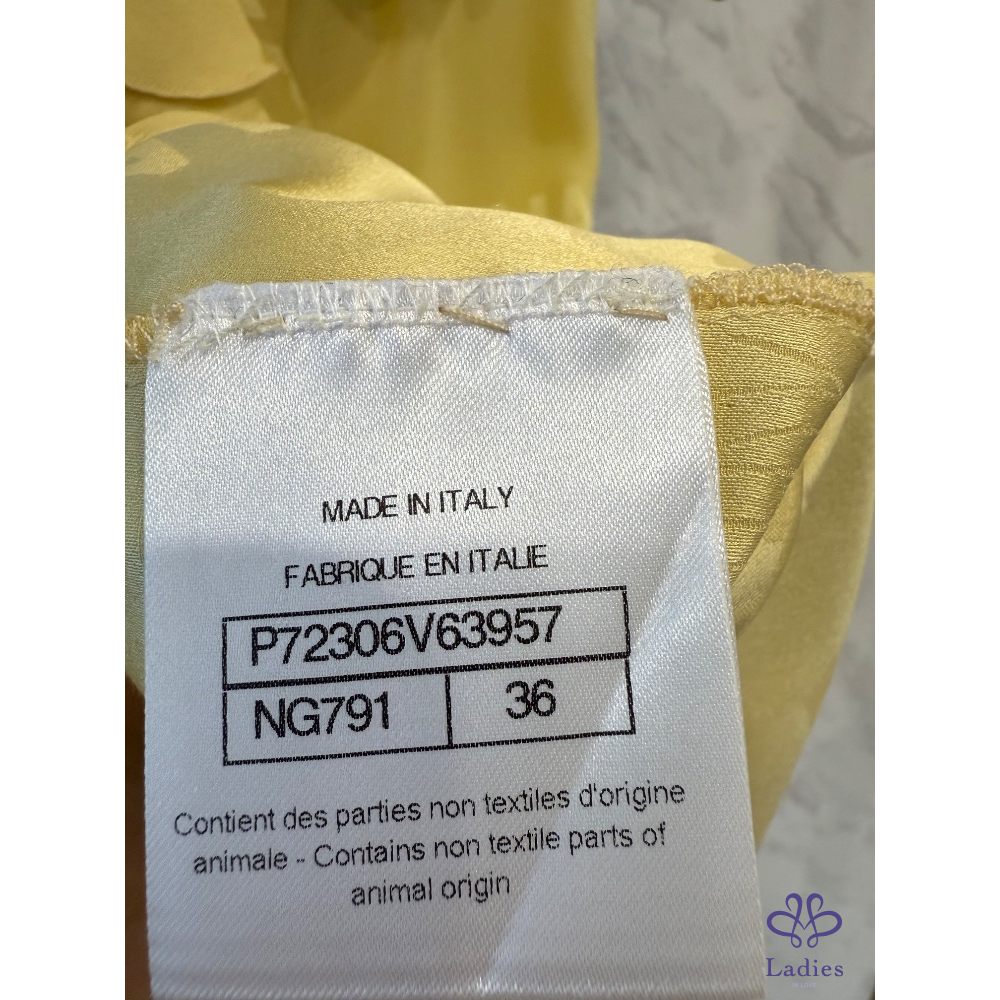 MADE IN ITALY
FABRIQUE EN ITALIE
P72306V63957
NG791 36
Contient des parties non textiles d'origine
animale - Contains non textile parts of
animal origin
Ladies